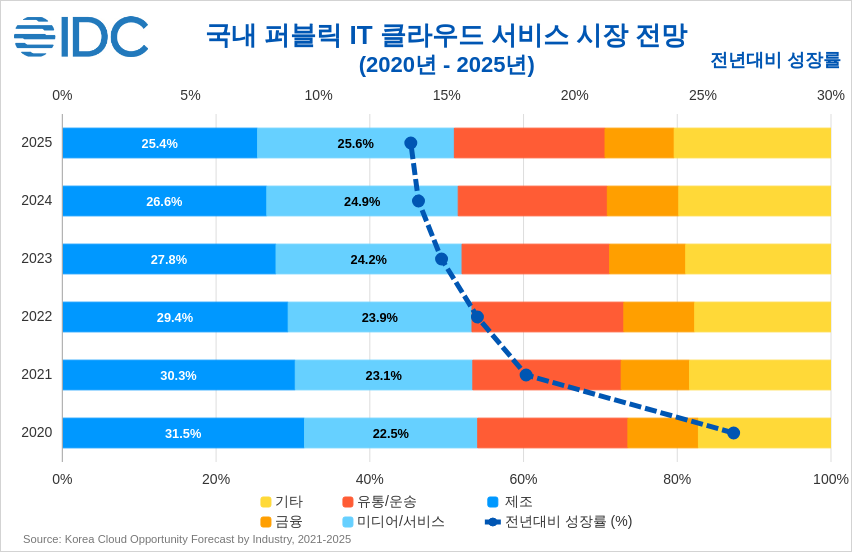 IDC
국내 퍼블릭 IT 클라우드 서비스 시장 전망
(2020년 - 2025년)
전년대비 성장률
0% 5% 10% 15% 20% 25% 30%
2025 25.4% 25.6%
2024 26.6% 24.9%
2023 27.8% 24.2%
2022 29.4% 23.9%
2021 30.3% 23.1%
2020 31.5% 22.5%
0% 20% 40% 60% 80% 100%
기타 유통/운송 제조
금융 미디어/서비스 전년대비 성장률 (%)
Source: Korea Cloud Opportunity Forecast by Industry, 2021-2025